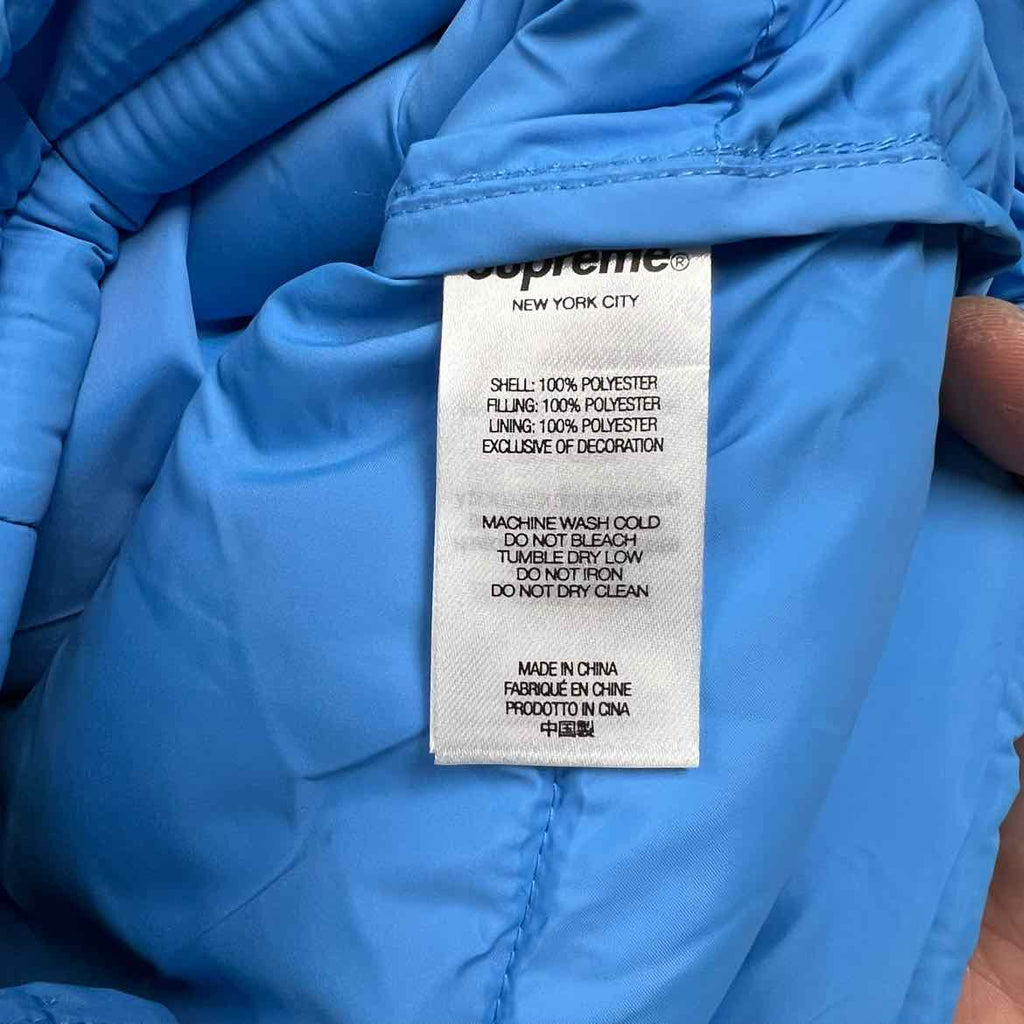 Supreme®
NEW YORK CITY
SHELL: 100% POLYESTER
FILLING: 100% POLYESTER
LINING: 100% POLYESTER
EXCLUSIVE OF DECORATION
MACHINE WASH COLD
DO NOT BLEACH
TUMBLE DRY LOW
DO NOT IRON
DO NOT DRY CLEAN
MADE IN CHINA
FABRIQUÉ EN CHINE
PRODOTTO IN CINA
中国製